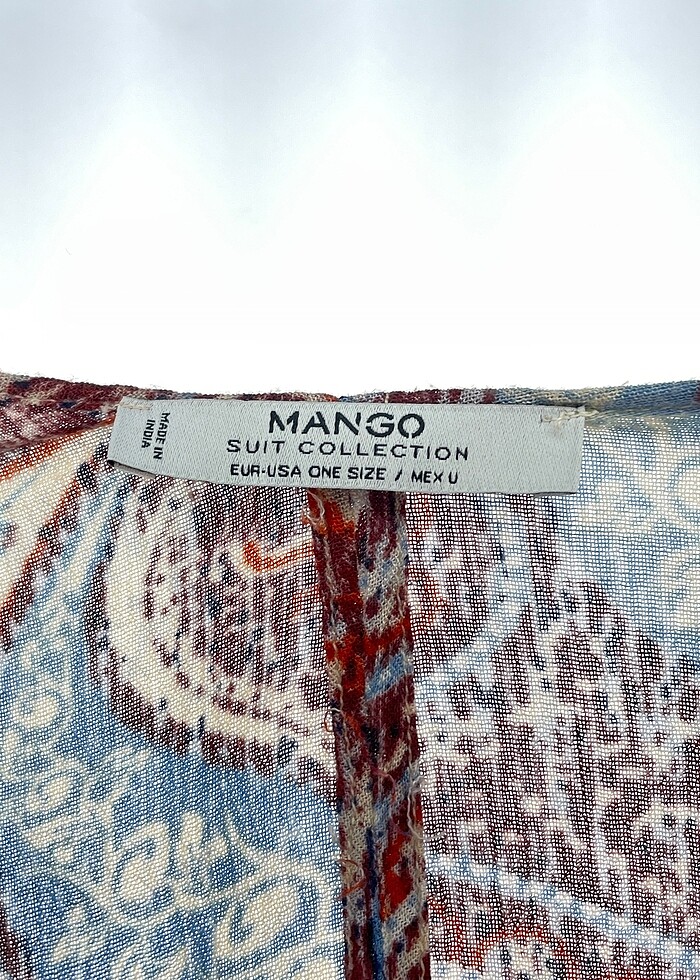 MANGO
SUIT COLLECTION
EUR-USA ONE SIZE / MEX U
MADE IN
INDIA